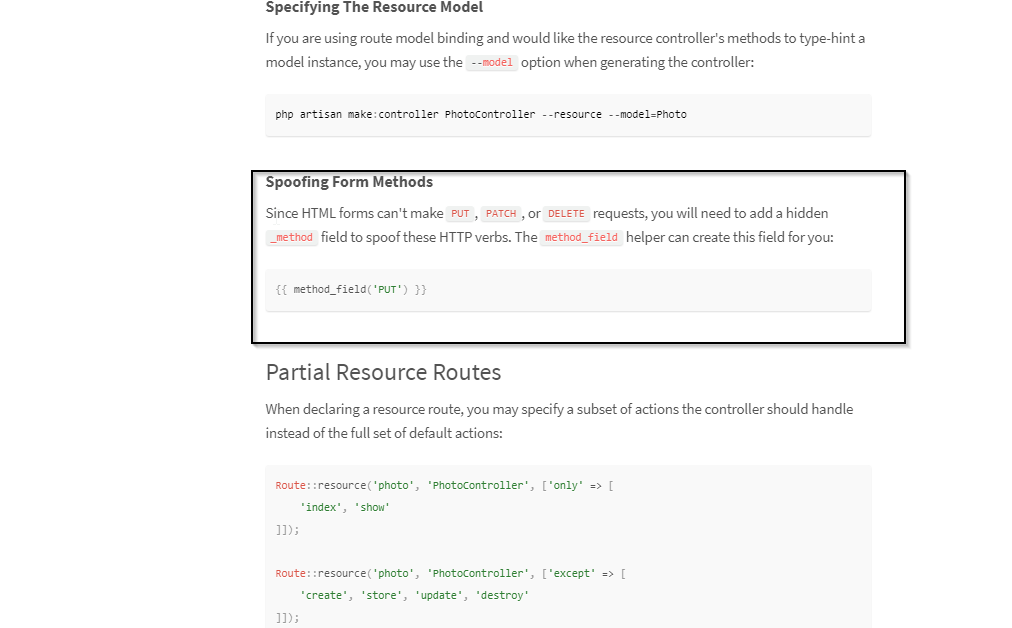 Specifying The Resource Model
If you are using route model binding and would like the resource controller's methods to type-hint a
model instance, you may use the --model option when generating the controller:
php artisan make:controller PhotoController --resource --model=Photo
Spoofing Form Methods
Since HTML forms can't make PUT, PATCH, or DELETE requests, you will need to add a hidden
_method field to spoof these HTTP verbs. The method_field helper can create this field for you:
{{ method_field('PUT') }}
Partial Resource Routes
When declaring a resource route, you may specify a subset of actions the controller should handle
instead of the full set of default actions:
Route::resource('photo', 'PhotoController', ['only' => [
    'index', 'show'
]]);
Route::resource('photo', 'PhotoController', ['except' => [
    'create', 'store', 'update', 'destroy'
]]);